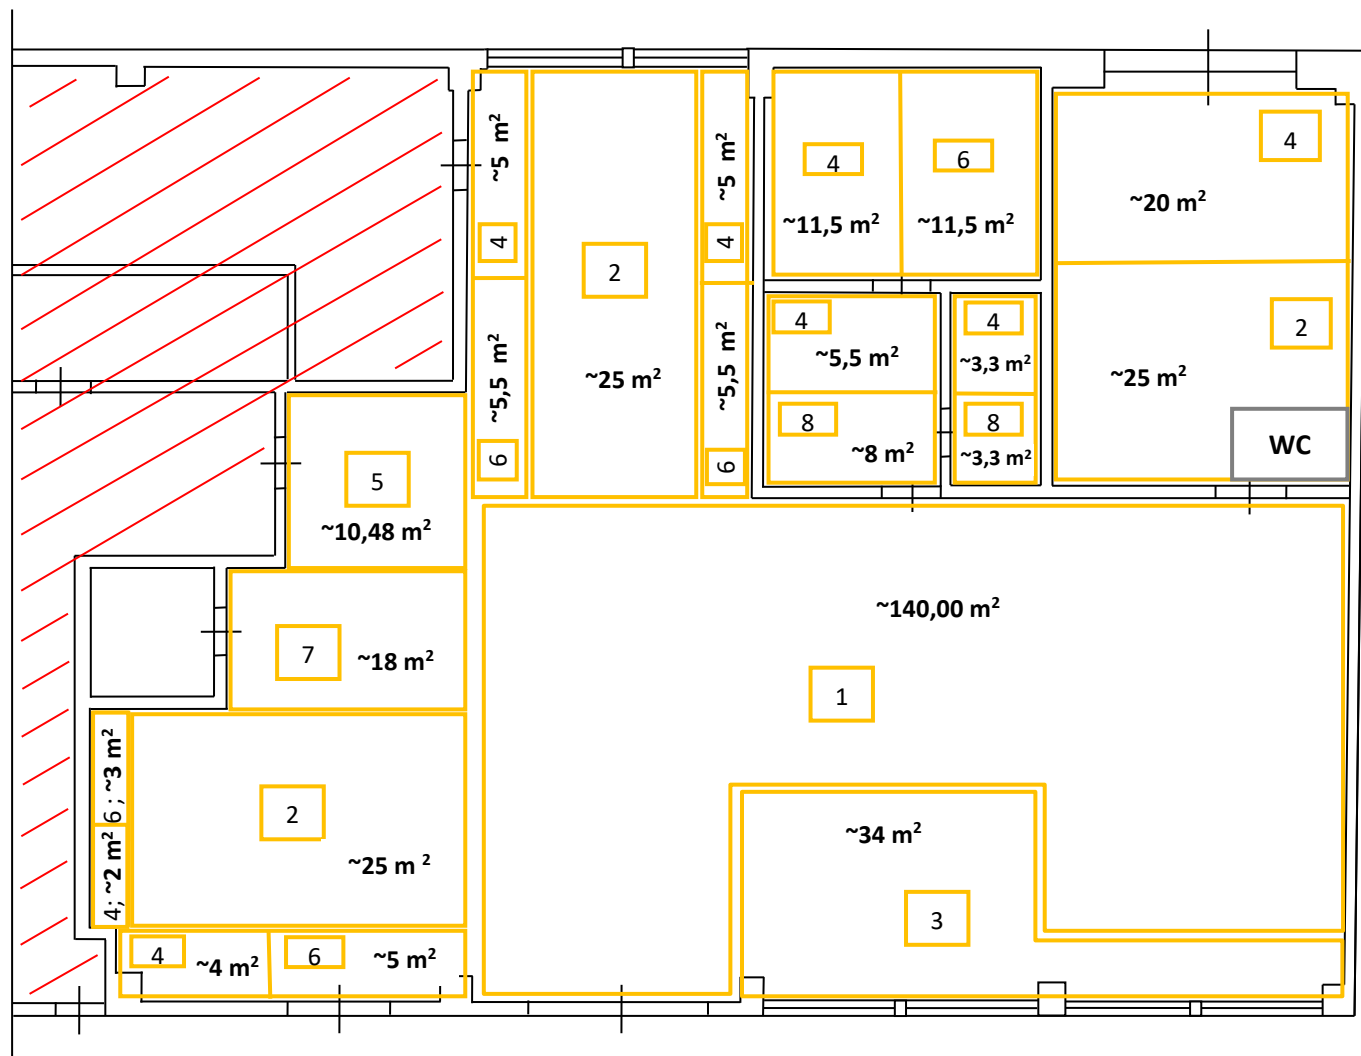 ~5 m²
4
~5,5 m²
6
2
~25 m²
~5 m²
4
~5,5 m²
6
4
~11,5 m²
6
~11,5 m²
4
~20 m²
2
~25 m²
WC
4
~5,5 m²
8
~8 m²
4
~3,3 m²
8
~3,3 m²
5
~10,48 m²
7
~18 m²
~140,00 m²
1
6 ; ~3 m²
4; ~2 m²
2
~25 m ²
~34 m²
3
4
~4 m²
6
~5 m²